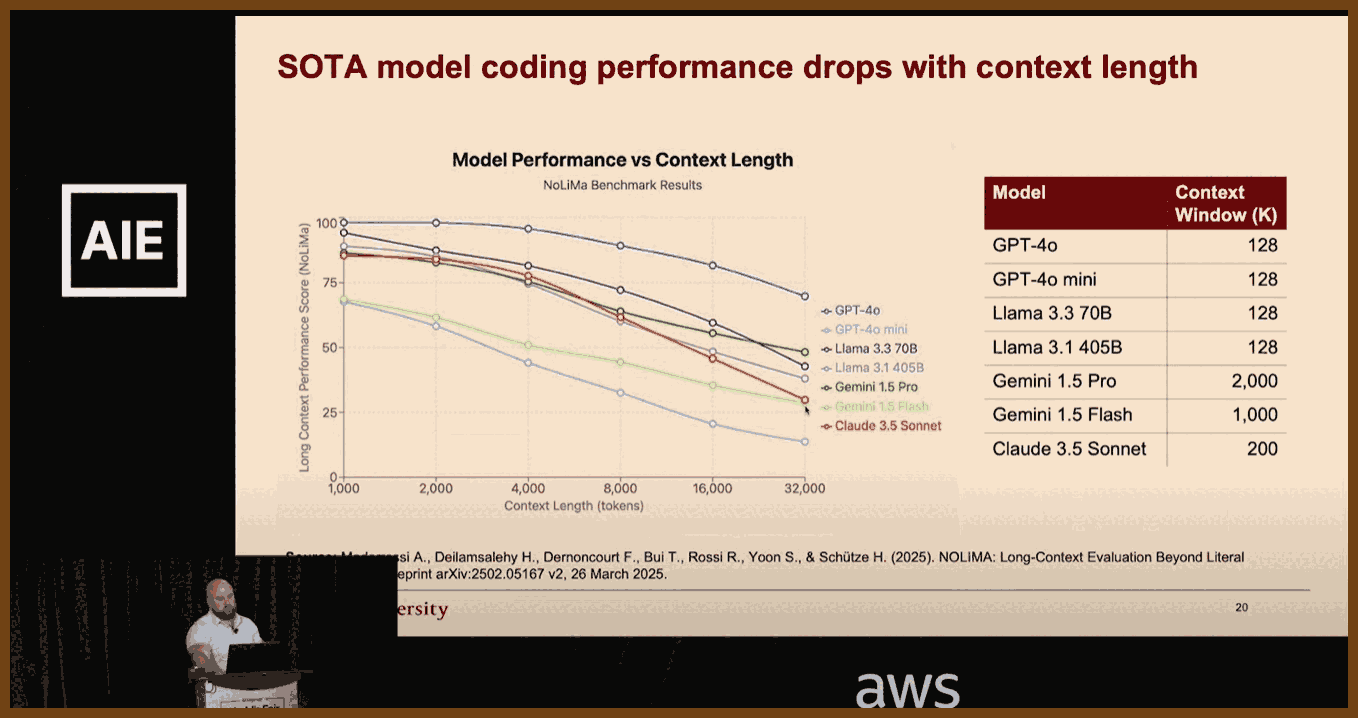 SOTA model coding performance drops with context length
AIE
Model Performance vs Context Length
NoLiMa Benchmark Results
Long Context Performance Score (NoLiMa)
100
75
50
25
0
1,000 2,000 4,000 8,000 16,000 32,000
Context Length (tokens)
GPT-4o
GPT-4o mini
Llama 3.3 70B
Llama 3.1 405B
Gemini 1.5 Pro
Gemini 1.5 Flash
Claude 3.5 Sonnet
Model Context Window (K)
GPT-4o 128
GPT-4o mini 128
Llama 3.3 70B 128
Llama 3.1 405B 128
Gemini 1.5 Pro 2,000
Gemini 1.5 Flash 1,000
Claude 3.5 Sonnet 200
A., Deilamsalehy H., Dernoncourt F., Bui T., Rossi R., Yoon S., & Schütze H. (2025). NOLIMA: Long-Context Evaluation Beyond Literal
eprint arXiv:2502.05167 v2, 26 March 2025.
ersity
20
aws